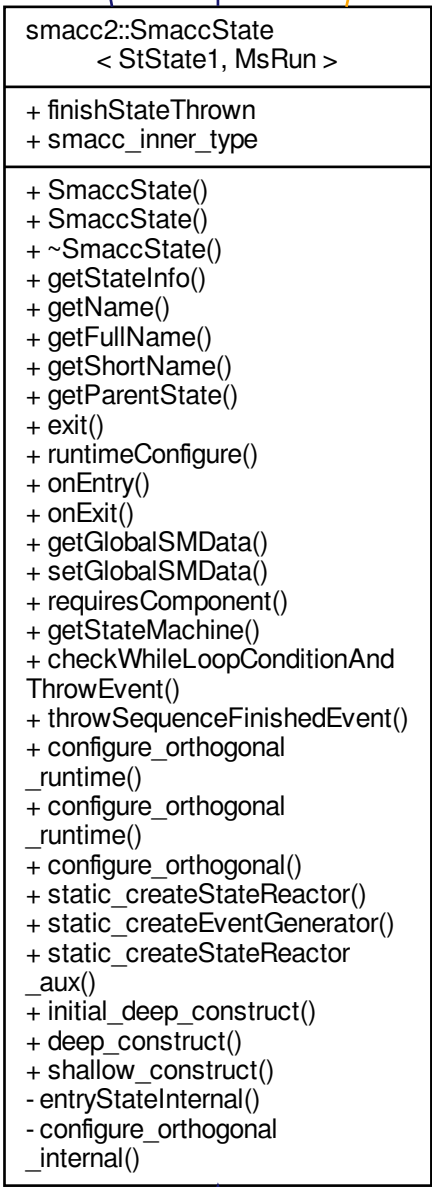 smacc2::SmaccState
< StState1, MsRun >
+ finishStateThrown
+ smacc_inner_type
+ SmaccState()
+ SmaccState()
+ ~SmaccState()
+ getStateInfo()
+ getName()
+ getFullName()
+ getShortName()
+ getParentState()
+ exit()
+ runtimeConfigure()
+ onEntry()
+ onExit()
+ getGlobalSMData()
+ setGlobalSMData()
+ requiresComponent()
+ getStateMachine()
+ checkWhileLoopConditionAnd
ThrowEvent()
+ throwSequenceFinishedEvent()
+ configure_orthogonal
_runtime()
+ configure_orthogonal
_runtime()
+ configure_orthogonal()
+ static_createStateReactor()
+ static_createEventGenerator()
+ static_createStateReactor
_aux()
+ initial_deep_construct()
+ deep_construct()
+ shallow_construct()
- entryStateInternal()
- configure_orthogonal
_internal()